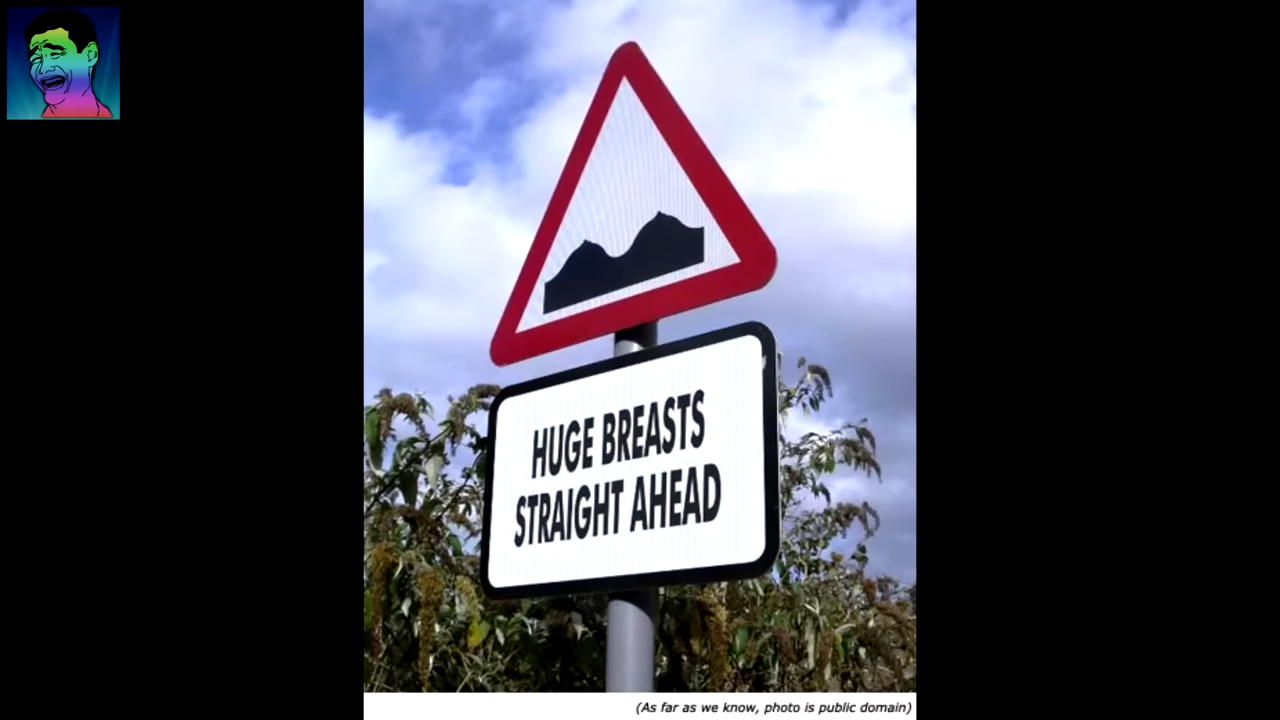 HUGE BREASTS
STRAIGHT AHEAD
(As far as we know, photo is public domain)